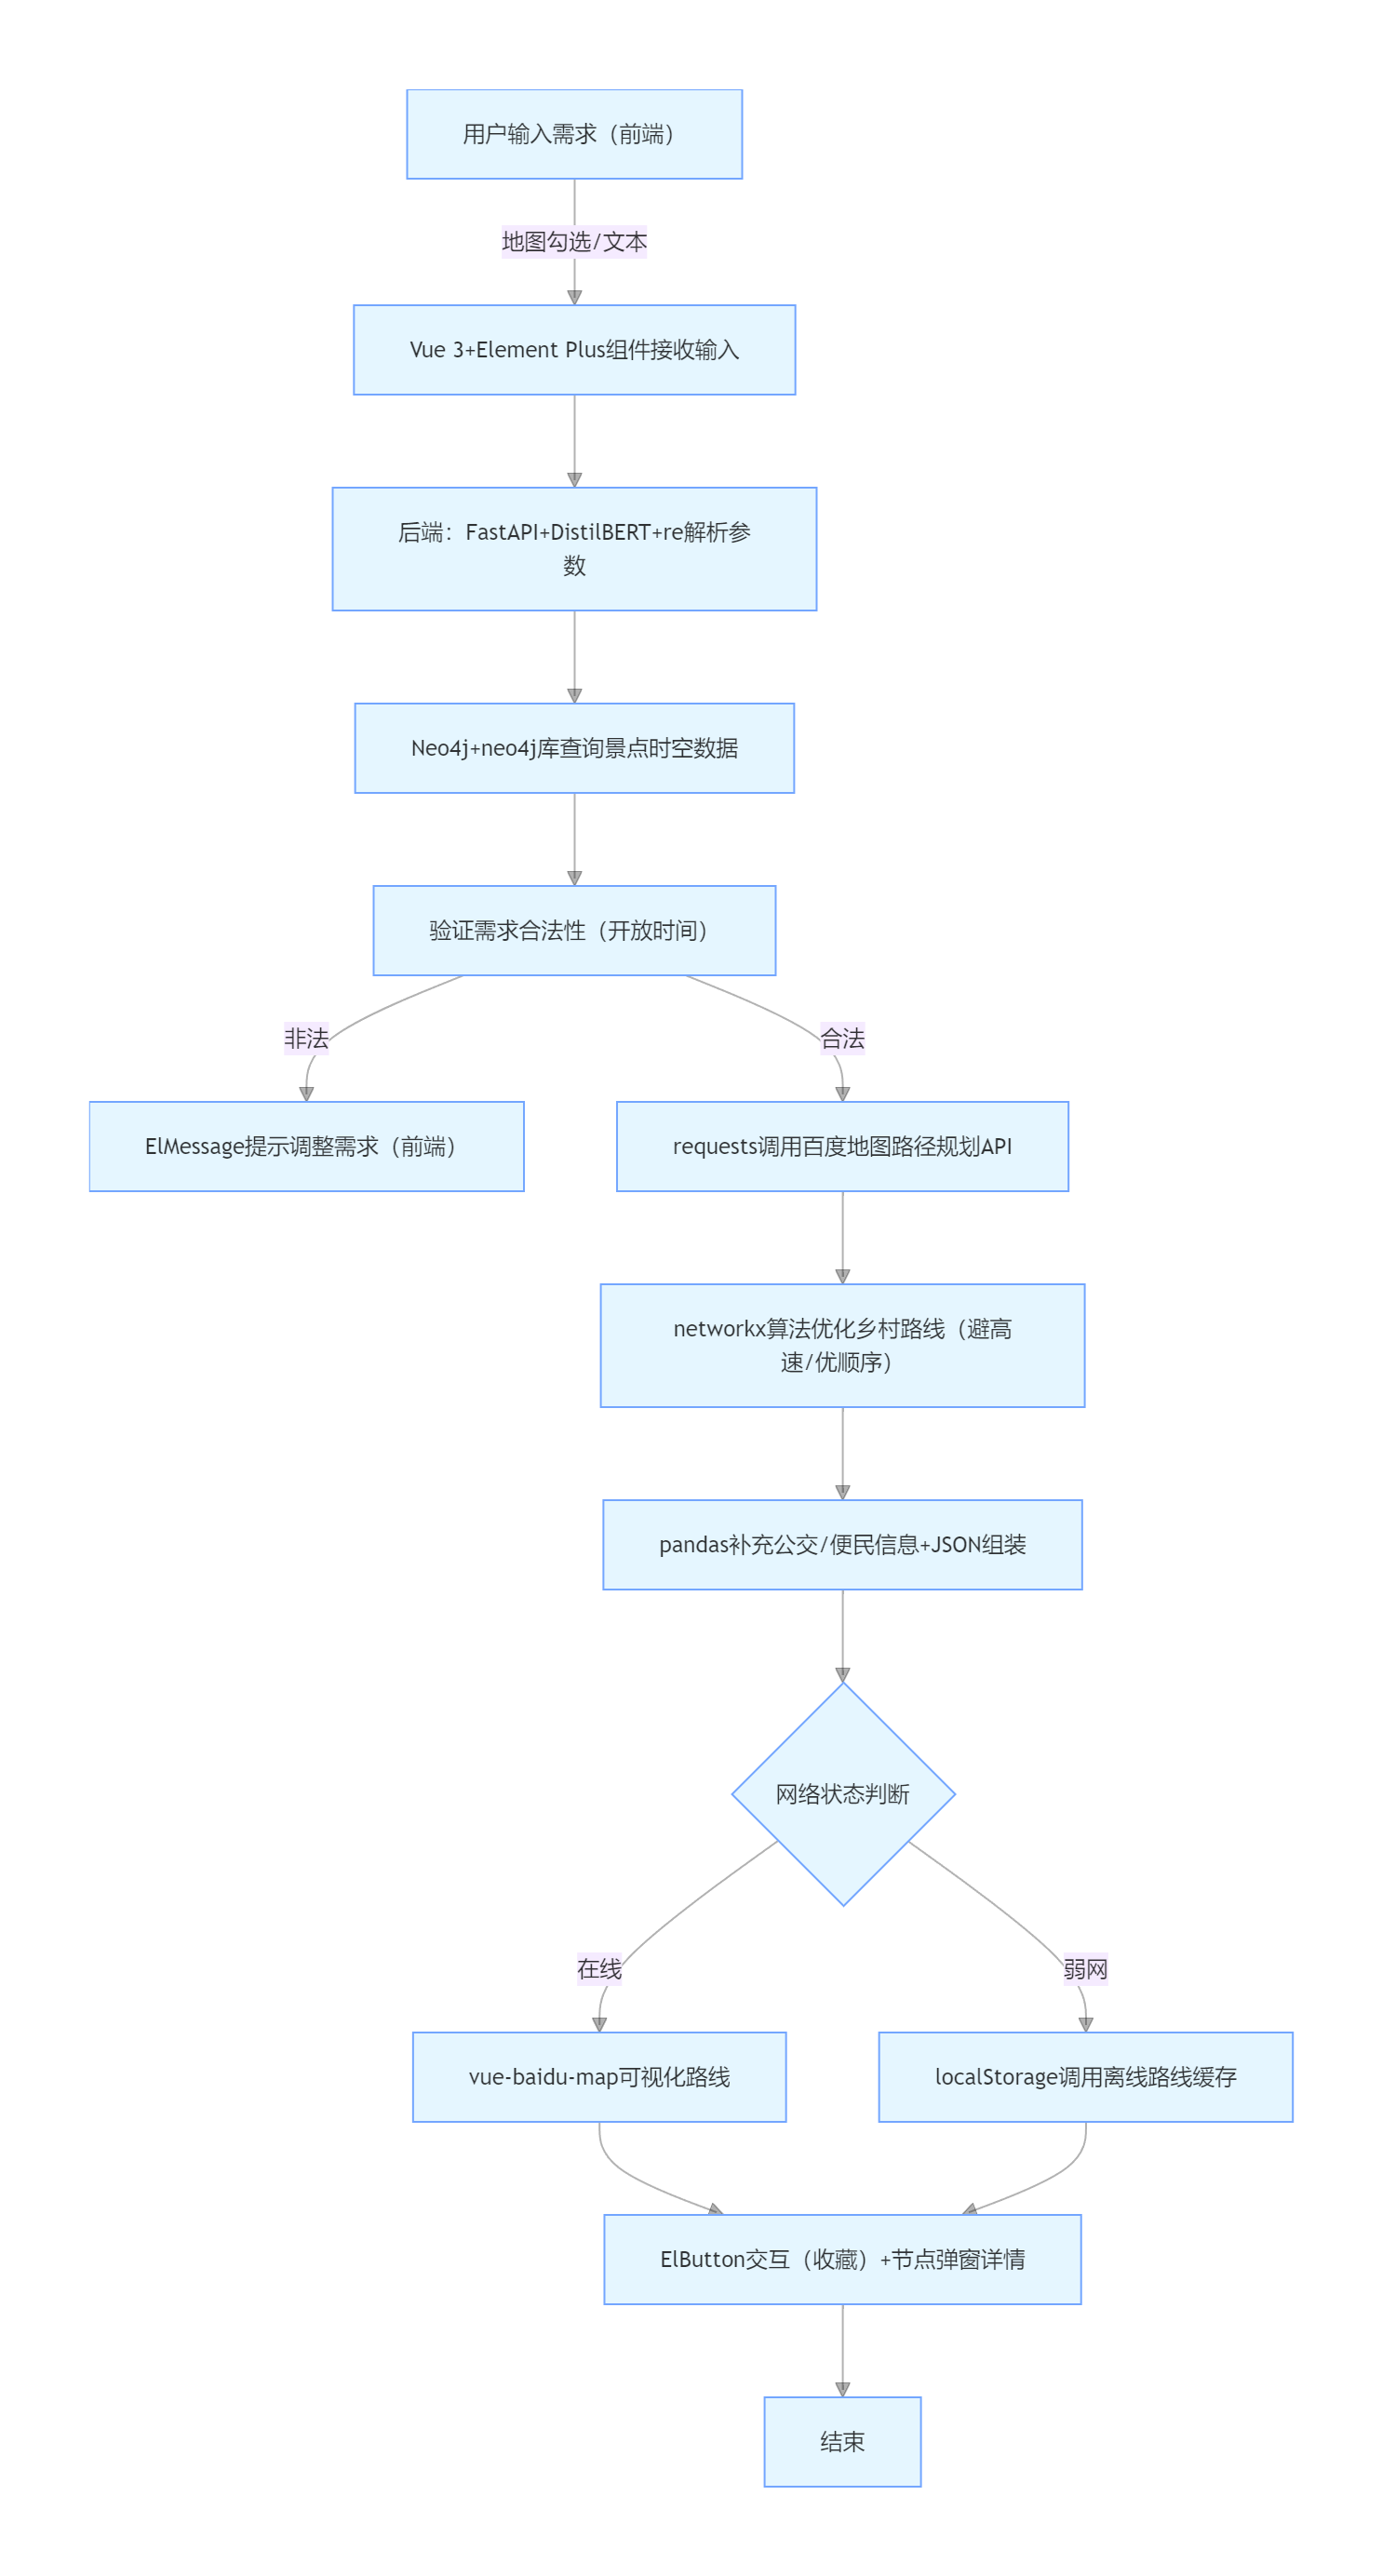 用户输入需求（前端）
地图勾选/文本
Vue 3+Element Plus组件接收输入
后端：FastAPI+DistilBERT+re解析参
数
Neo4j+neo4j库查询景点时空数据
验证需求合法性（开放时间）
非法
合法
ElMessage提示调整需求（前端）
requests调用百度地图路径规划API
networkx算法优化乡村路线（避高
速/优顺序）
pandas补充公交/便民信息+JSON组装
网络状态判断
在线
弱网
vue-baidu-map可视化路线
localStorage调用离线路线缓存
ElButton交互（收藏）+节点弹窗详情
结束